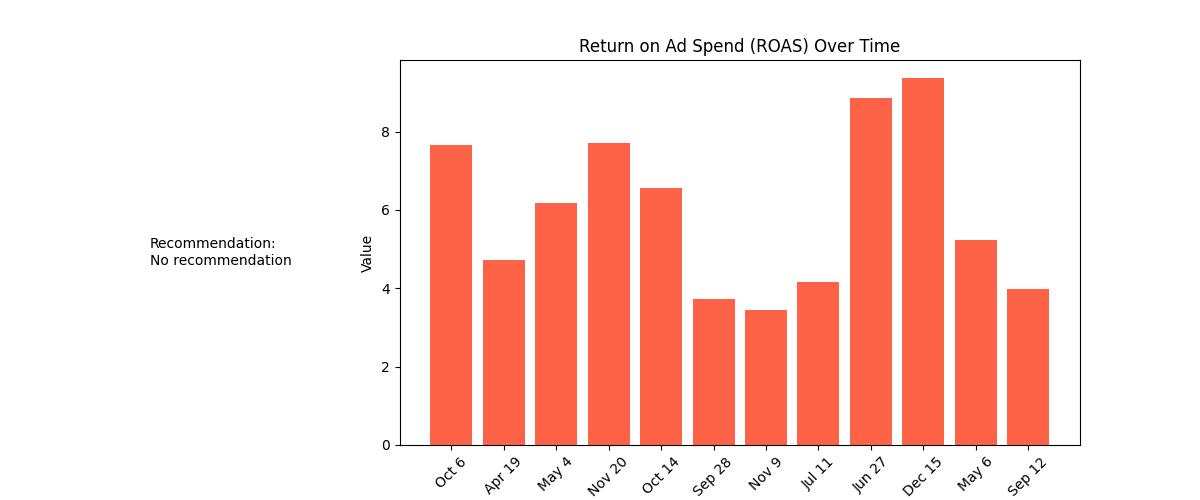 Return on Ad Spend (ROAS) Over Time
Recommendation:
No recommendation
Value
8
6
4
2
0
Oct 6
Apr 19
May 4
Nov 20
Oct 14
Sep 28
Nov 9
Jul 11
Jun 27
Dec 15
May 6
Sep 12